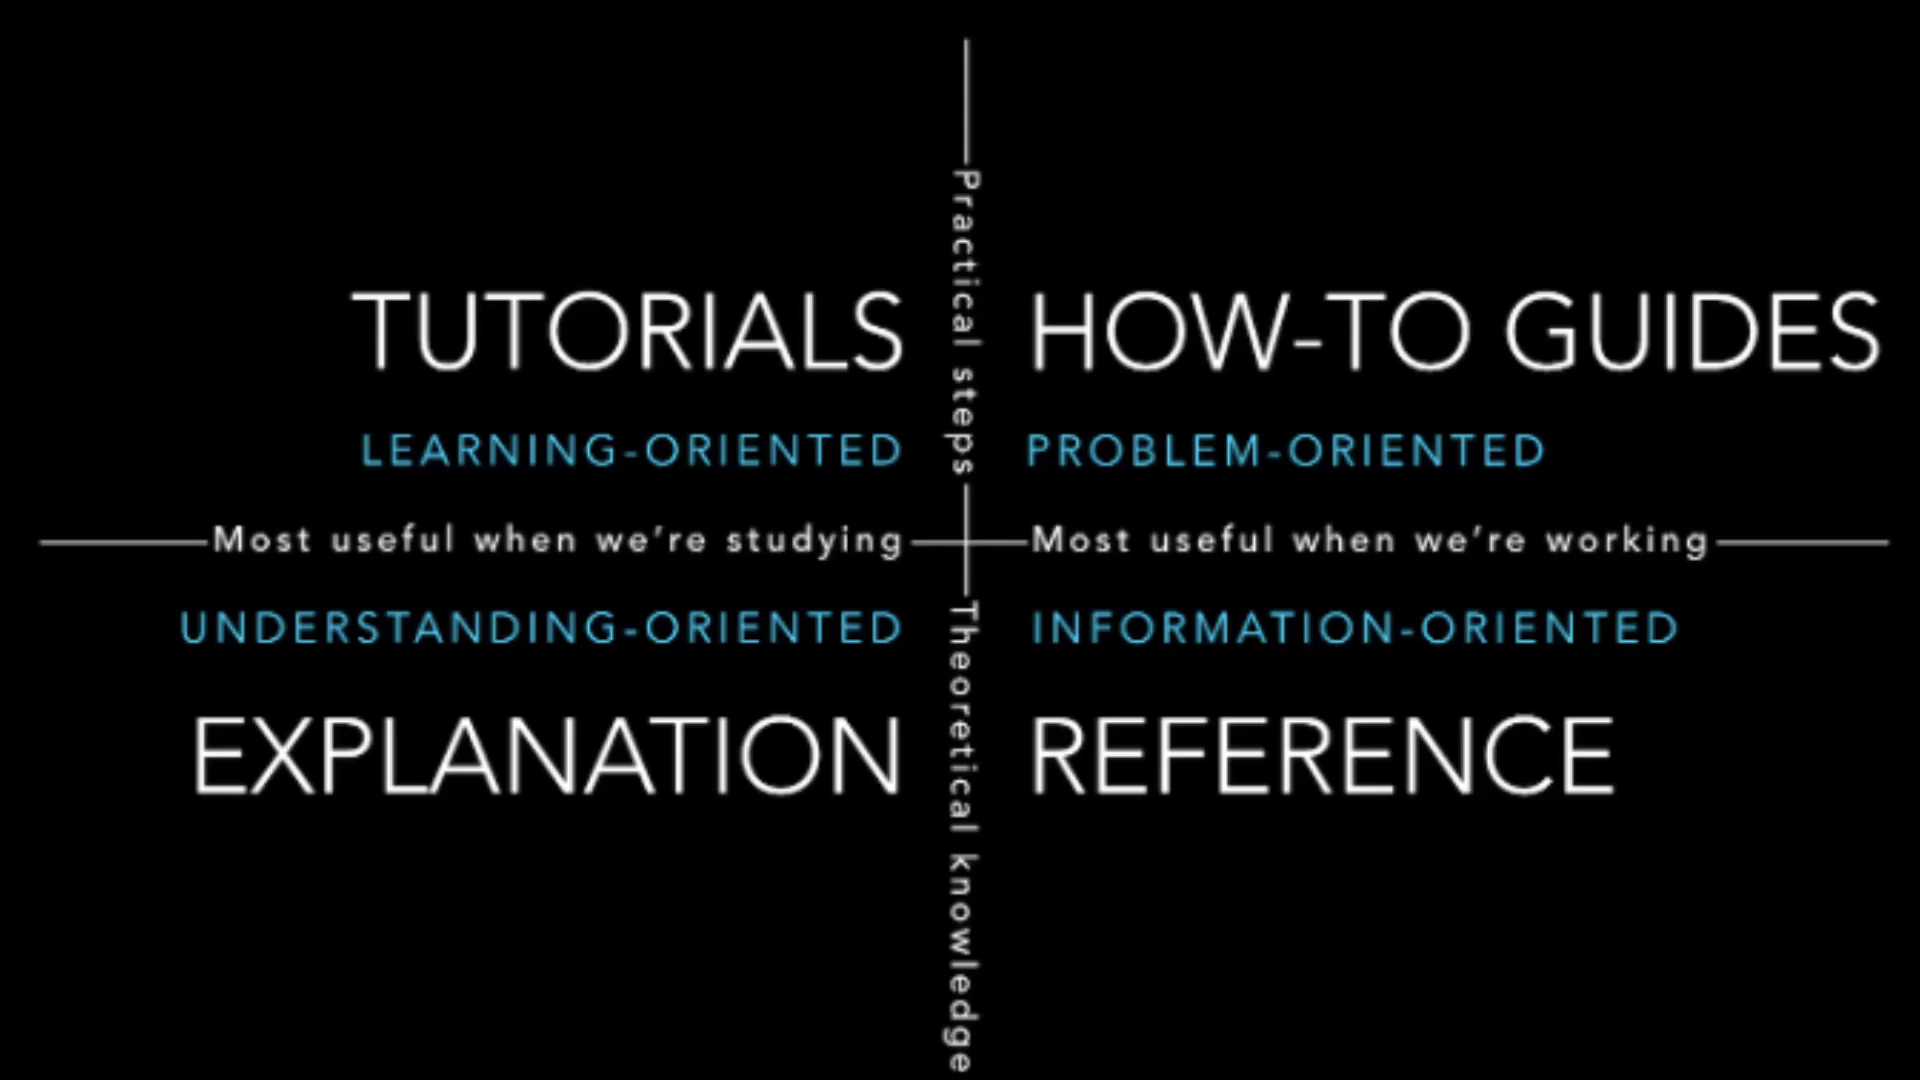 Practical steps
TUTORIALS
HOW-TO GUIDES
LEARNING-ORIENTED
PROBLEM-ORIENTED
Most useful when we’re studying
Most useful when we’re working
UNDERSTANDING-ORIENTED
INFORMATION-ORIENTED
EXPLANATION
REFERENCE
Theoretical knowledge